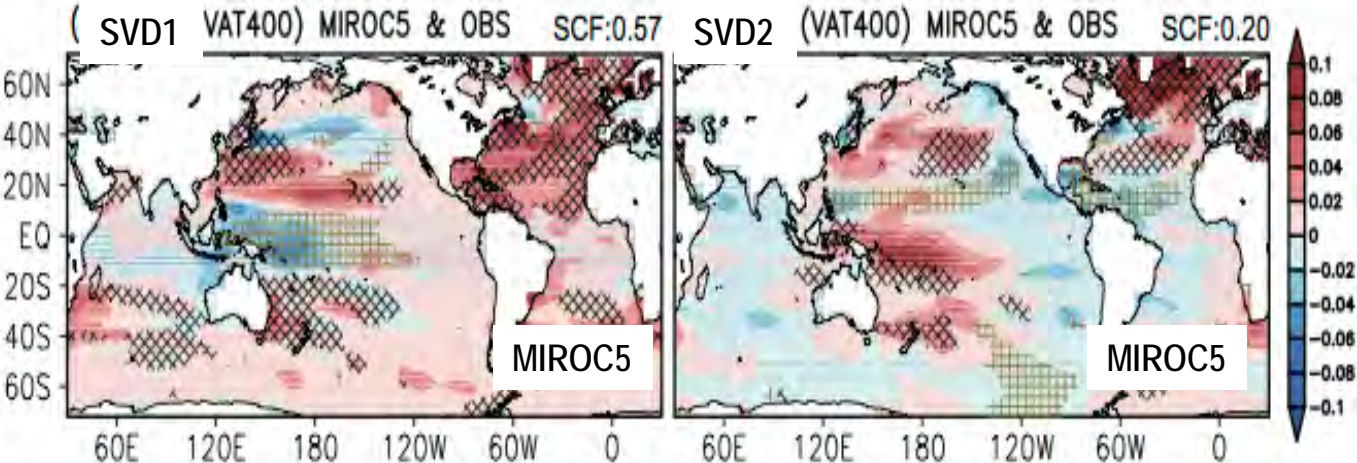 ( SVD1 VAT400) MIROC5 & OBS SCF:0.57
SVD2 (VAT400) MIROC5 & OBS SCF:0.20
60N
40N
20N
EQ
20S
40S
60S
MIROC5
MIROC5
60E 120E 180 120W 60W 0
60E 120E 180 120W 60W 0
0.1
0.08
0.06
0.04
0.02
0
-0.02
-0.04
-0.06
-0.08
-0.1